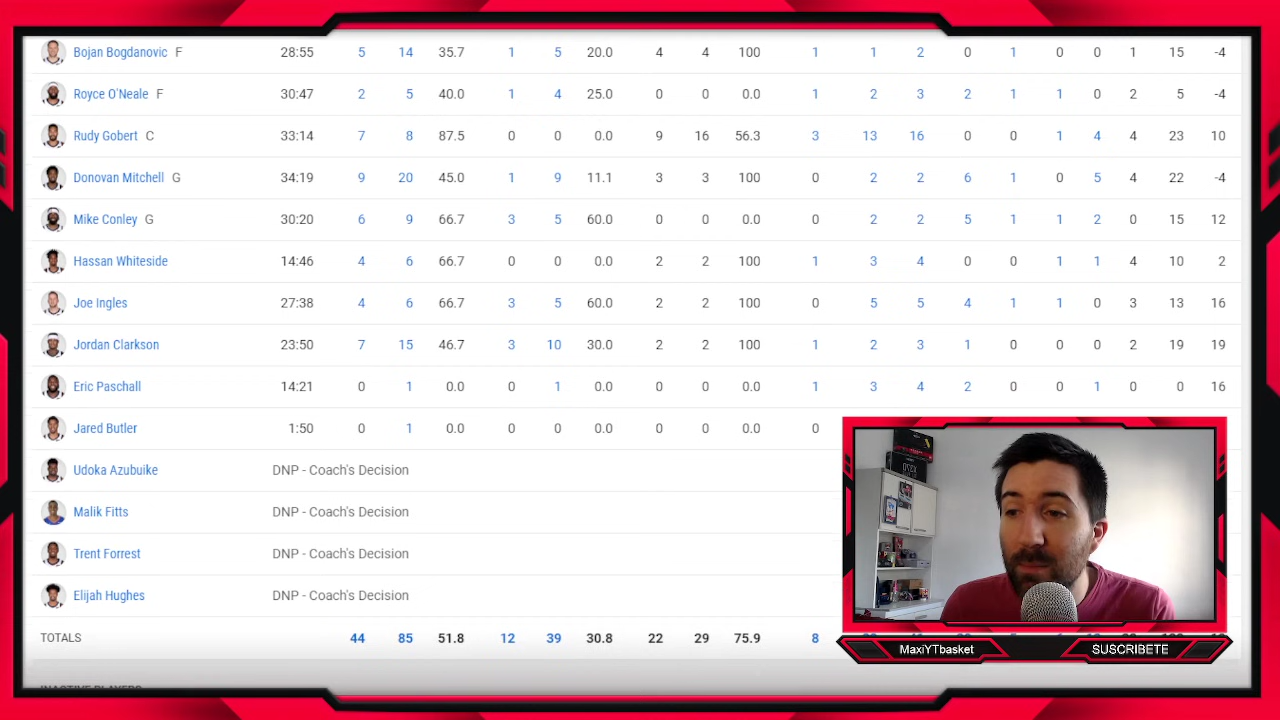 Bojan Bogdanovic F 28:55 5 14 35.7 1 5 20.0 4 4 100 1 1 2 0 1 0 0 1 15 -4
Royce O'Neale F 30:47 2 5 40.0 1 4 25.0 0 0 0.0 1 2 3 2 1 1 0 2 5 -4
Rudy Gobert C 33:14 7 8 87.5 0 0 0.0 9 16 56.3 3 13 16 0 0 1 4 4 23 10
Donovan Mitchell G 34:19 9 20 45.0 1 9 11.1 3 3 100 0 2 2 6 1 0 5 4 22 -4
Mike Conley G 30:20 6 9 66.7 3 5 60.0 0 0 0.0 0 2 2 5 1 1 2 0 15 12
Hassan Whiteside 14:46 4 6 66.7 0 0 0.0 2 2 100 1 3 4 0 0 1 1 4 10 2
Joe Ingles 27:38 4 6 66.7 3 5 60.0 2 2 100 0 5 5 4 1 1 0 3 13 16
Jordan Clarkson 23:50 7 15 46.7 3 10 30.0 2 2 100 1 2 3 1 0 0 0 2 19 19
Eric Paschall 14:21 0 1 0.0 0 1 0.0 0 0 0.0 1 3 4 2 0 0 1 0 0 16
Jared Butler 1:50 0 1 0.0 0 0 0.0 0 0 0.0 0
Udoka Azubuike DNP - Coach's Decision
Malik Fitts DNP - Coach's Decision
Trent Forrest DNP - Coach's Decision
Elijah Hughes DNP - Coach's Decision
TOTALS 44 85 51.8 12 39 30.8 22 29 75.9 8
MaxiYTbasket SUSCRIBETE